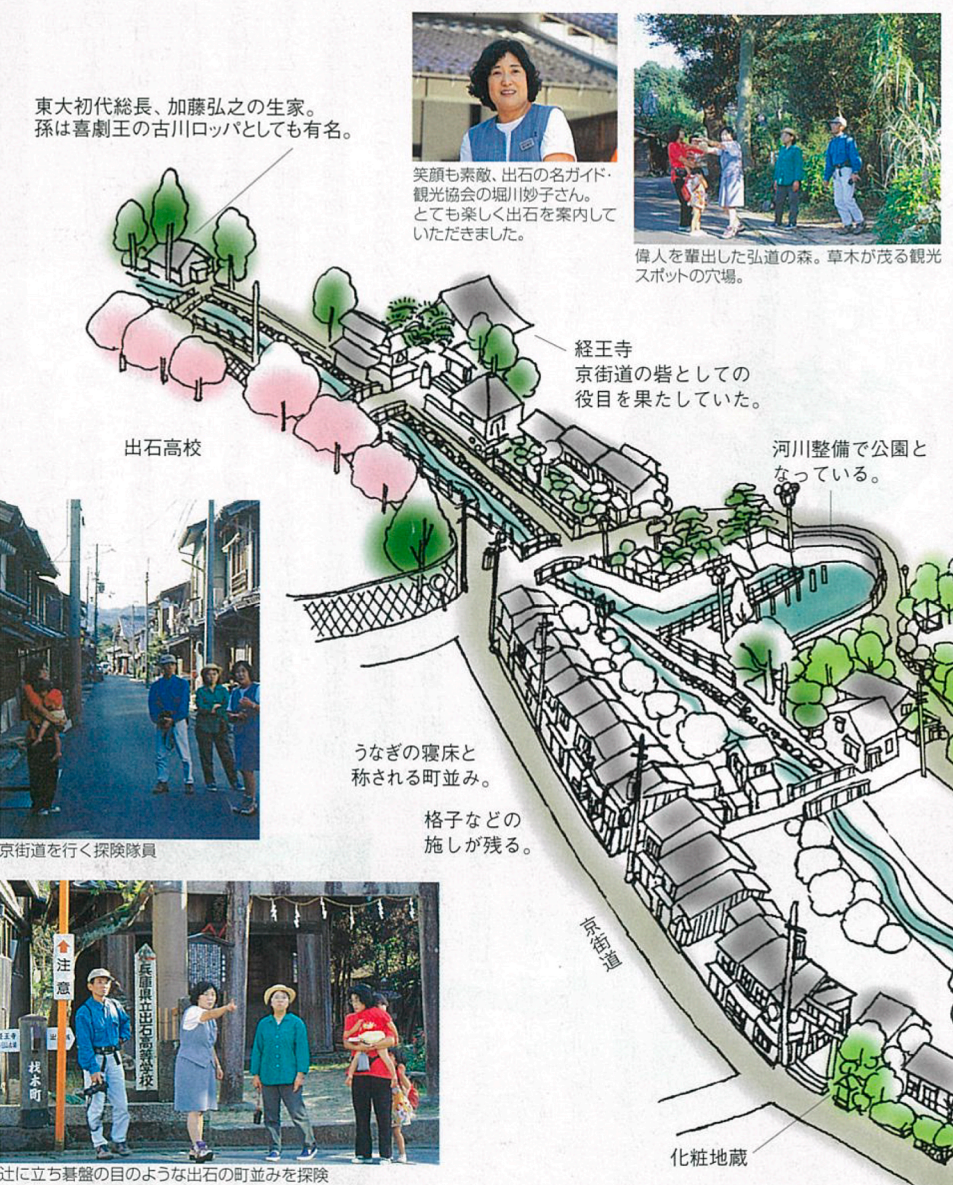 東大初代総長、加藤弘之の生家。
孫は喜劇王の古川ロッパとしても有名。
笑顔も素敵、出石の名ガイド・
観光協会の堀川妙子さん。
とても楽しく出石を案内して
いただきました。
偉人を輩出した弘道の森。草木が茂る観光
スポットの穴場。
経王寺
京街道の砦としての
役目を果たしていた。
出石高校
河川整備で公園と
なっている。
京街道を行く探険隊員
うなぎの寝床と
称される町並み。
格子などの
施しが残る。
京街道
注意
兵庫県立出石高等学校
経王寺
材木町
辻に立ち碁盤の目のような出石の町並みを探険
化粧地蔵